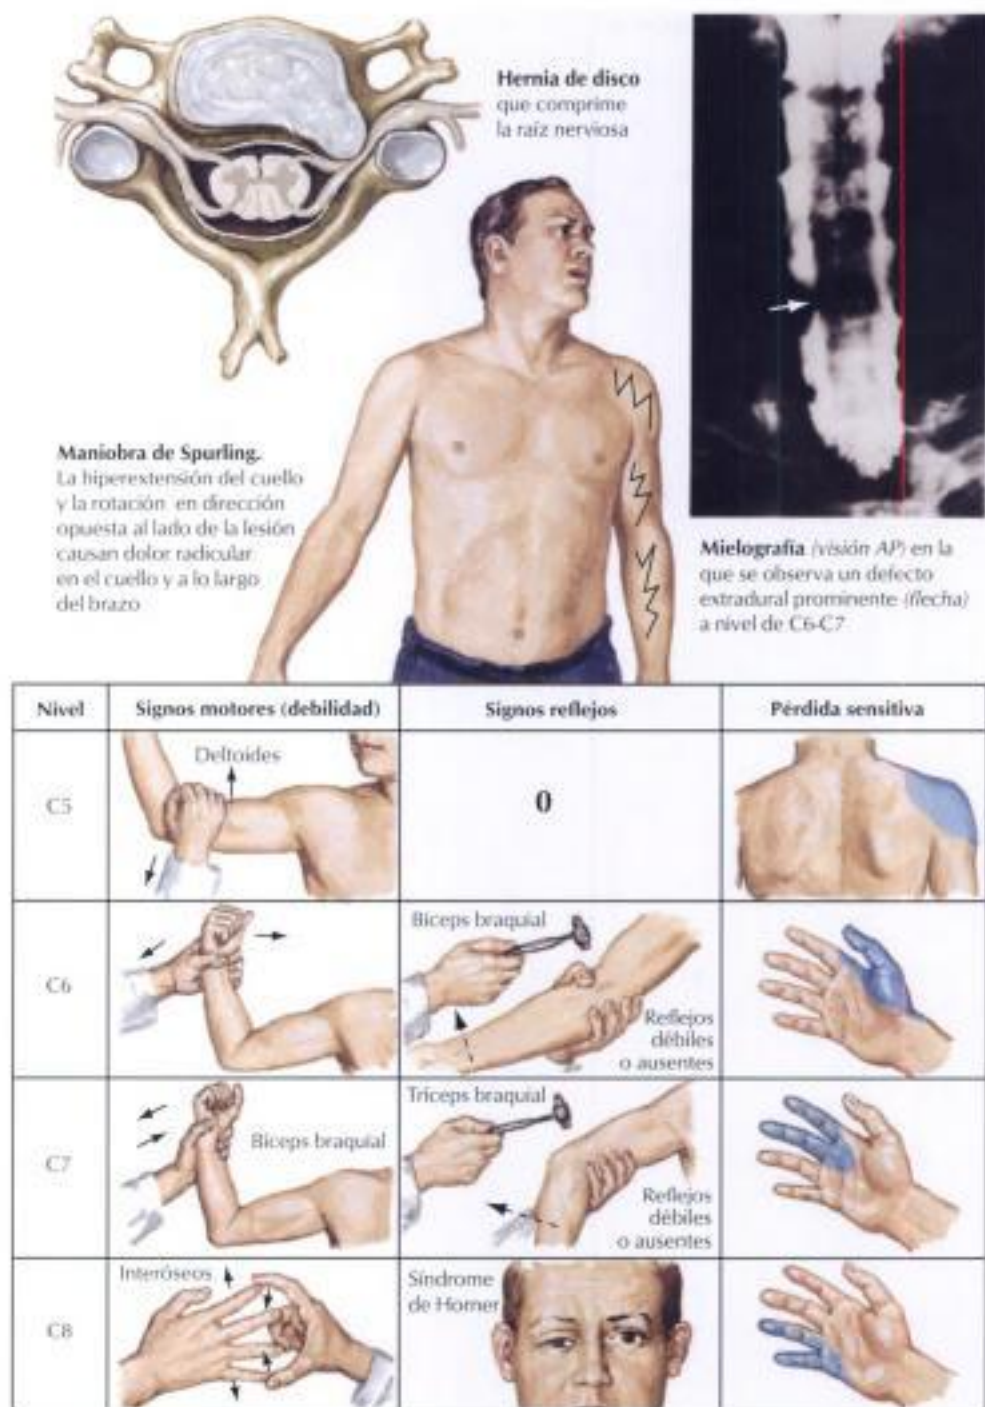 Hernia de disco
que comprime
la raíz nerviosa
Maniobra de Spurling.
La hiperextensión del cuello
y la rotación en dirección
opuesta al lado de la lesión
causan dolor radicular
en el cuello y a lo largo
del brazo
Mielografía (visión AP) en la
que se observa un defecto
extradural prominente (flecha)
a nivel de C6-C7
Nivel Signos motores (debilidad) Signos reflejos Pérdida sensitiva
C5
Deltoides
0
C6
Bíceps braquial
Reflejos
débiles
o ausentes
C7
Bíceps braquial
Tríceps braquial
Reflejos
débiles
o ausentes
C8
Interóseos
Síndrome
de Horner